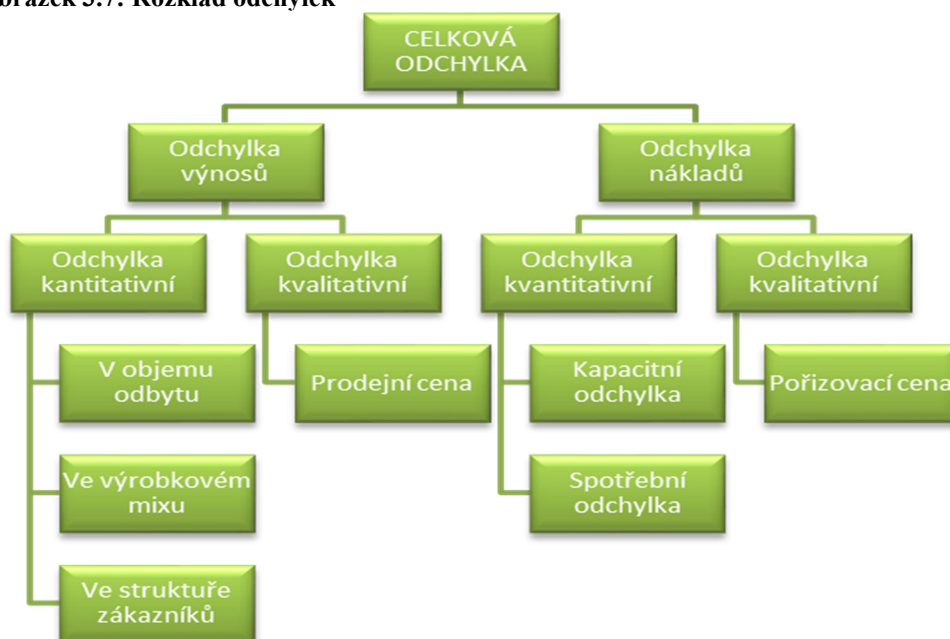 brázek 3.7: Rozklad odchylek
CELKOVÁ
ODCHYLKA
Odchylka
výnosů
Odchylka
nákladů
Odchylka
kantitativní
Odchylka
kvalitativní
Odchylka
kvantitativní
Odchylka
kvalitativní
V objemu
odbytu
Prodejní cena
Kapacitní
odchylka
Pořizovací cena
Ve výrobkovém
mixu
Spotřební
odchylka
Ve struktuře
zákazníků